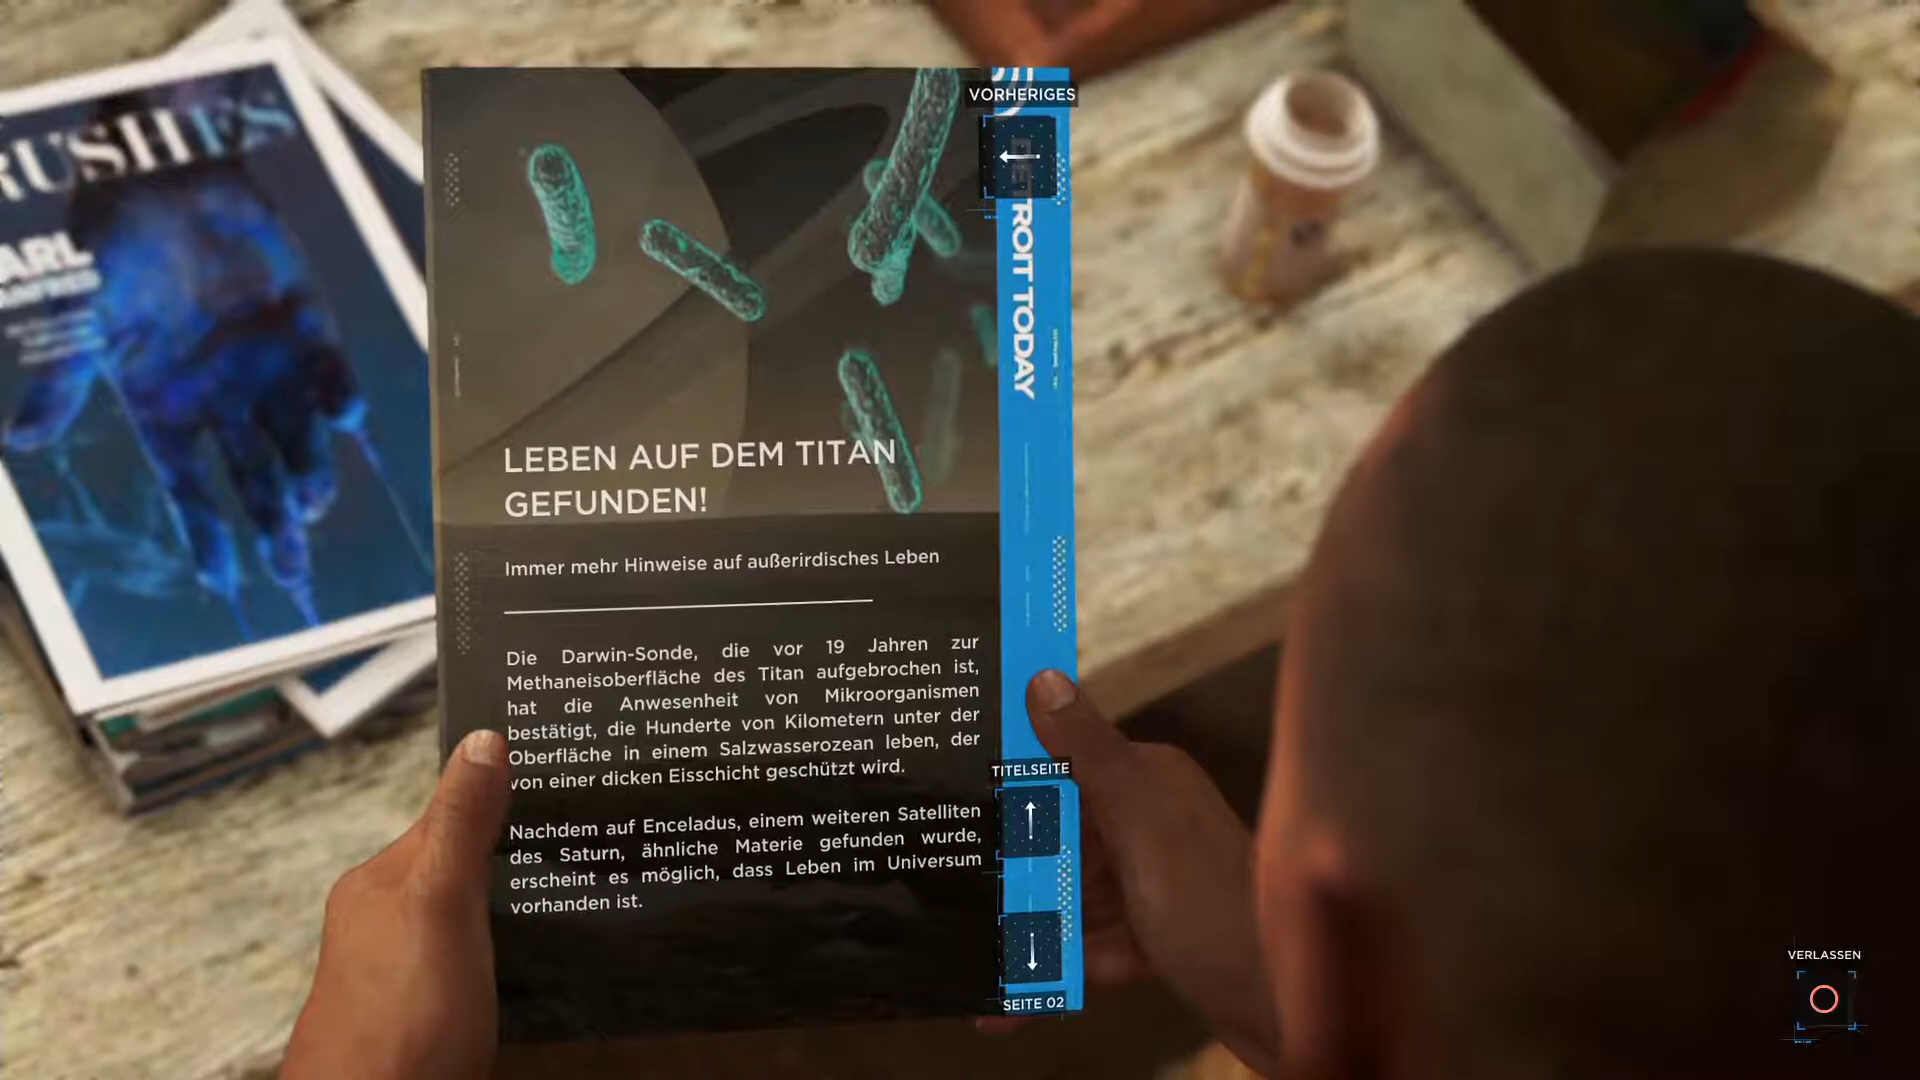 VORHERIGES
TROIT TODAY
LEBEN AUF DEM TITAN
GEFUNDEN!
Immer mehr Hinweise auf außerirdisches Leben
Die Darwin-Sonde, die vor 19 Jahren zur
Methaneisoberfläche des Titan aufgebrochen ist,
hat die Anwesenheit von Mikroorganismen
bestätigt, die Hunderte von Kilometern unter der
Oberfläche in einem Salzwasserozean leben, der
von einer dicken Eisschicht geschützt wird.
Nachdem auf Enceladus, einem weiteren Satelliten
des Saturn, ähnliche Materie gefunden wurde,
erscheint es möglich, dass Leben im Universum
vorhanden ist.
TITELSEITE
SEITE 02
RUSHES
ARL
VERLASSEN